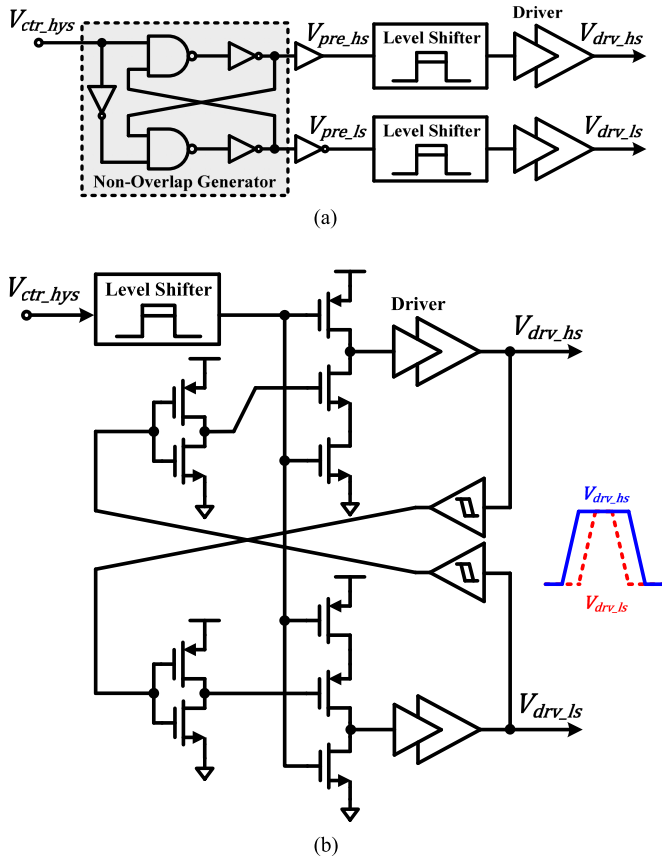 V_ctr_hys
V_pre_hs
Level Shifter
Driver
V_drv_hs
V_pre_ls
Level Shifter
V_drv_ls
Non-Overlap Generator
(a)
V_ctr_hys
Level Shifter
Driver
V_drv_hs
V_drv_hs
V_drv_ls
V_drv_ls
(b)